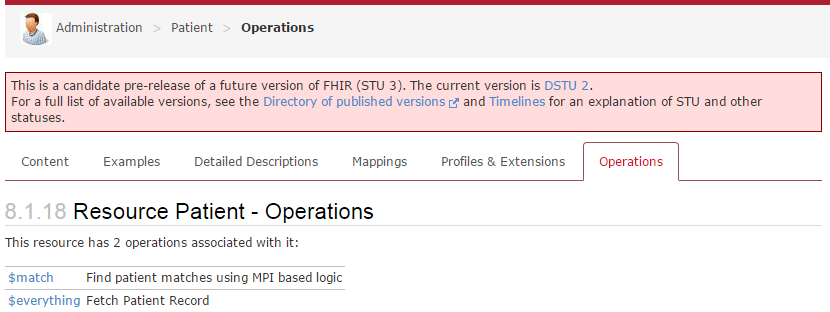 Administration > Patient > Operations
This is a candidate pre-release of a future version of FHIR (STU 3). The current version is DSTU 2.
For a full list of available versions, see the Directory of published versions and Timelines for an explanation of STU and other
statuses.
Content Examples Detailed Descriptions Mappings Profiles & Extensions Operations
8.1.18 Resource Patient - Operations
This resource has 2 operations associated with it:
$match Find patient matches using MPI based logic
$everything Fetch Patient Record